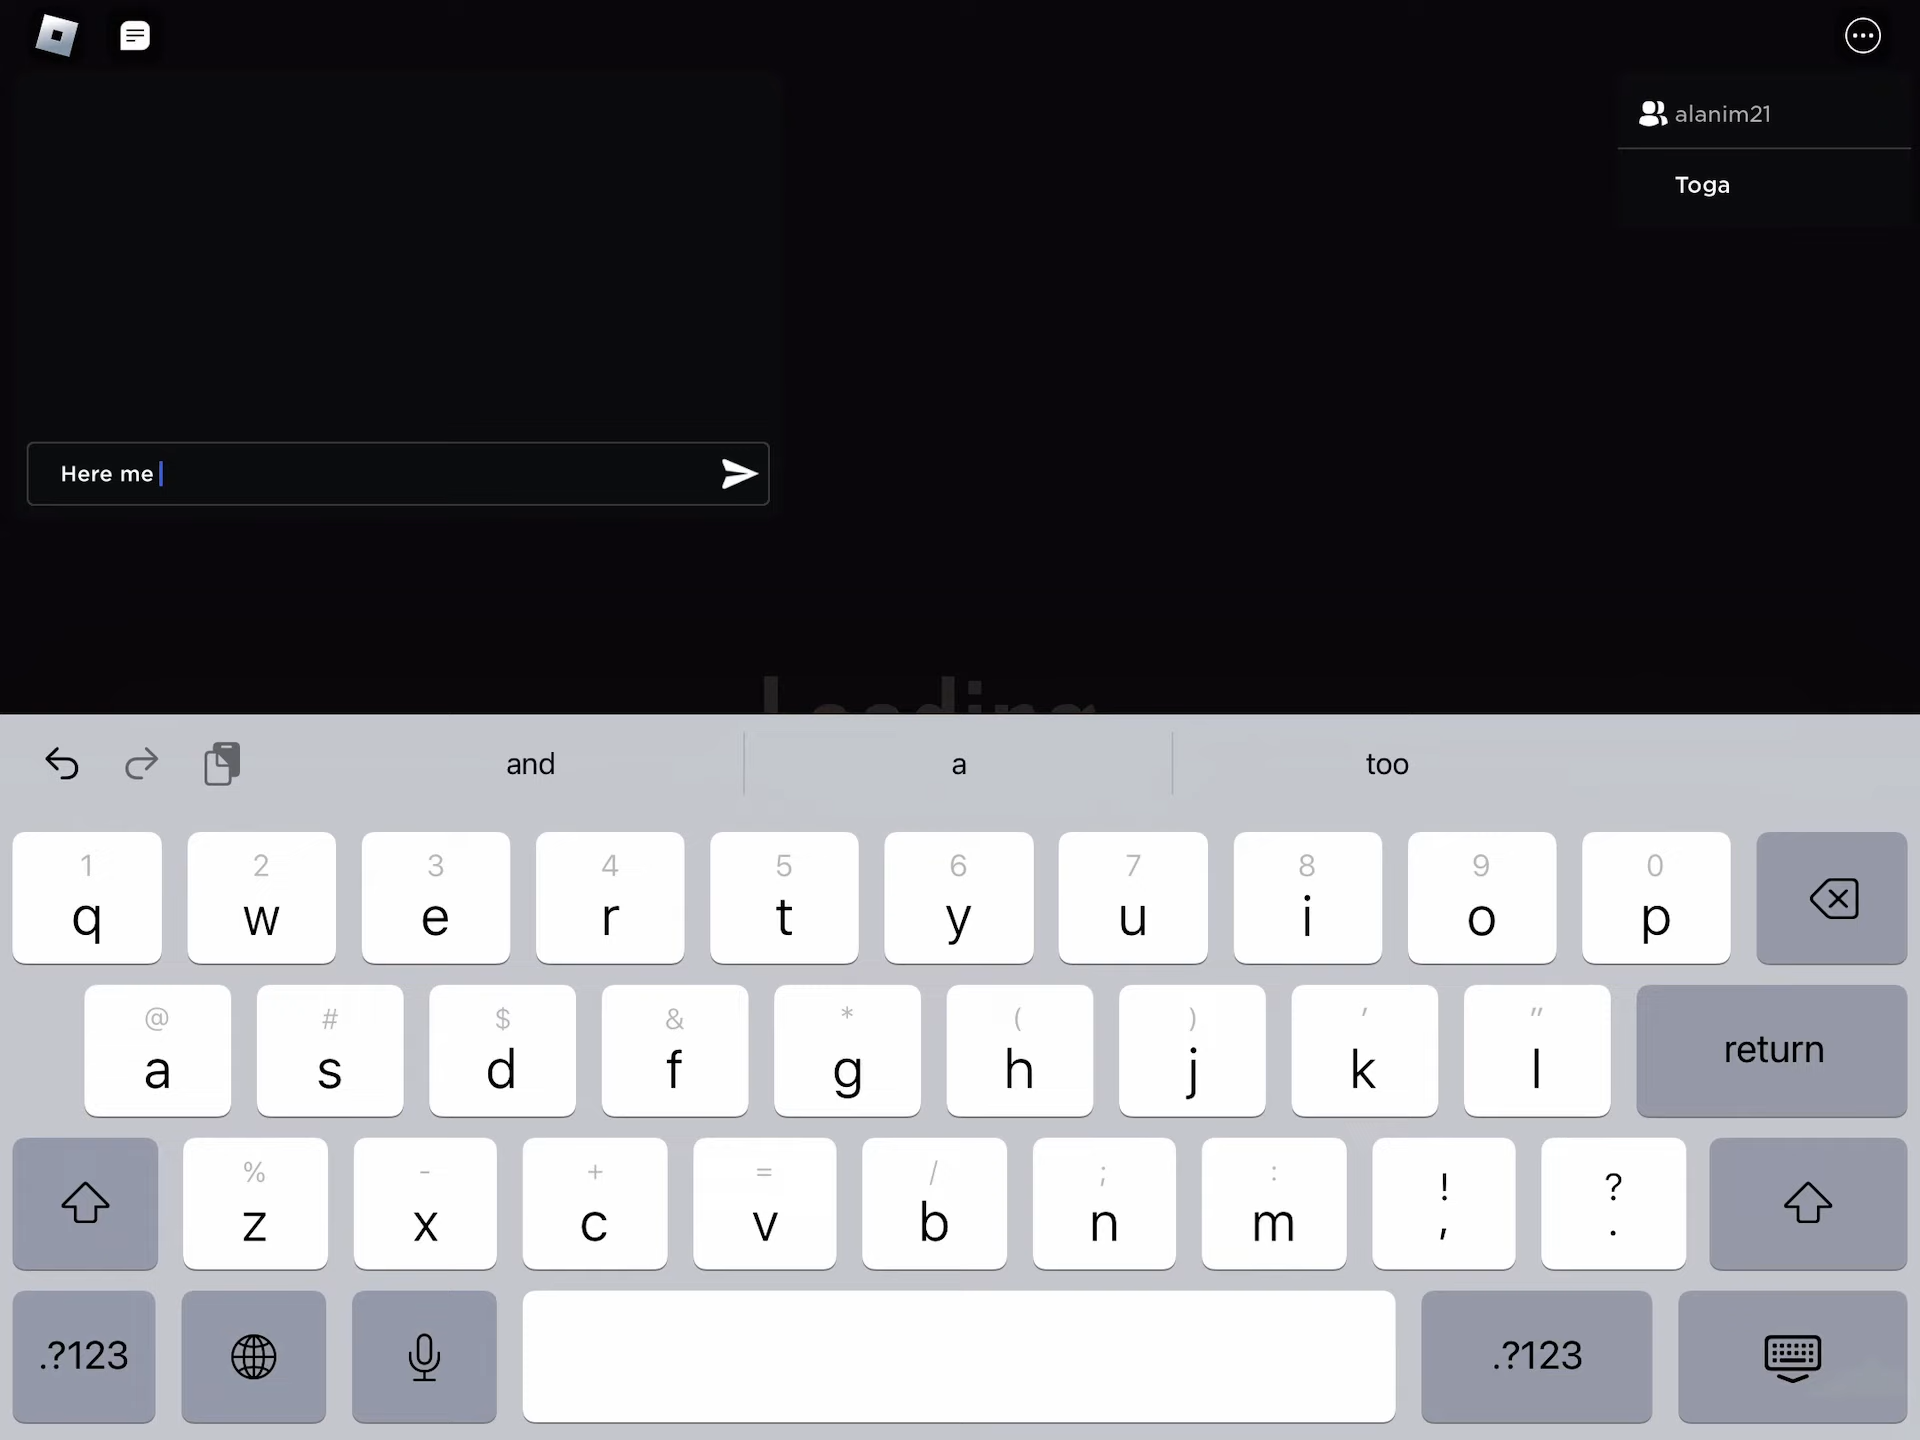 alanim21
Toga
Here me
Loading
and a too
1 2 3 4 5 6 7 8 9 0
q w e r t y u i o p
@ # $ & * ( ) ' "
a s d f g h j k l return
% - + = / ; : ! ?
z x c v b n m , .
.?123 .?123